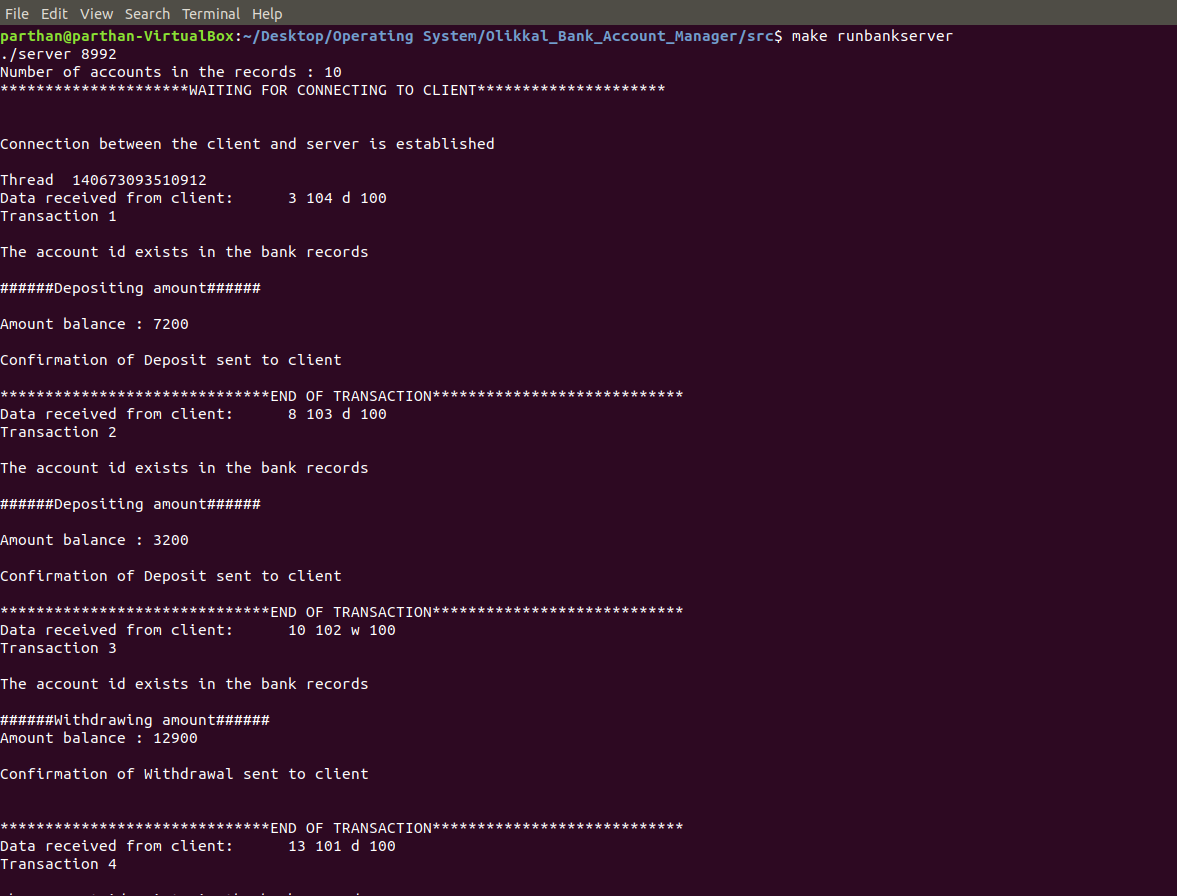 File Edit View Search Terminal Help
parthan@parthan-VirtualBox:~/Desktop/Operating System/Olikkal_Bank_Account_Manager/src$ make runbankserver
./server 8992
Number of accounts in the records : 10
*********************WAITING FOR CONNECTING TO CLIENT*********************
Connection between the client and server is established
Thread  140673093510912
Data received from client:      3 104 d 100
Transaction 1
The account id exists in the bank records
######Depositing amount######
Amount balance : 7200
Confirmation of Deposit sent to client
******************************END OF TRANSACTION****************************
Data received from client:      8 103 d 100
Transaction 2
The account id exists in the bank records
######Depositing amount######
Amount balance : 3200
Confirmation of Deposit sent to client
******************************END OF TRANSACTION****************************
Data received from client:      10 102 w 100
Transaction 3
The account id exists in the bank records
######Withdrawing amount######
Amount balance : 12900
Confirmation of Withdrawal sent to client
******************************END OF TRANSACTION****************************
Data received from client:      13 101 d 100
Transaction 4